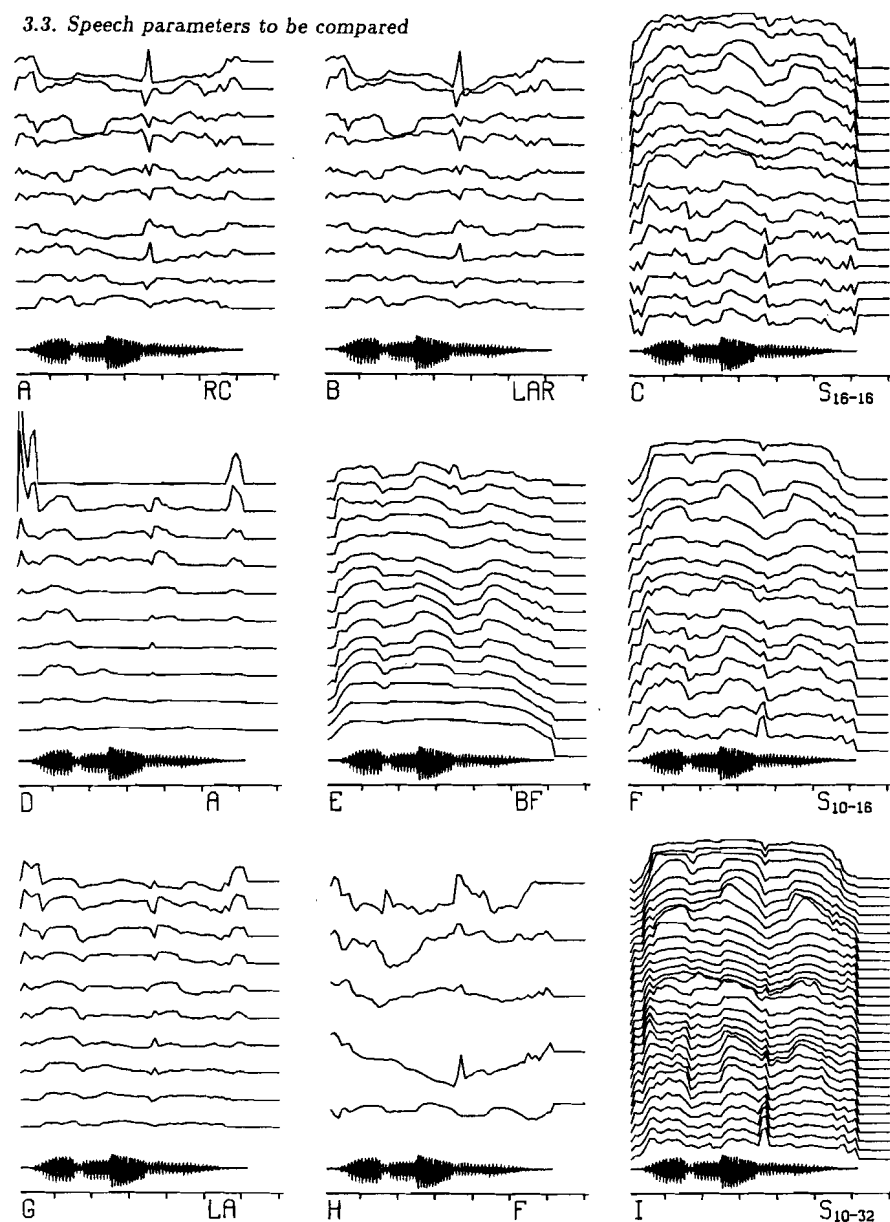 3.3. Speech parameters to be compared
A RC
B LAR
C S₁₆₋₁₆
D A
E BF
F S₁₀₋₁₆
G LA
H F
I S₁₀₋₃₂